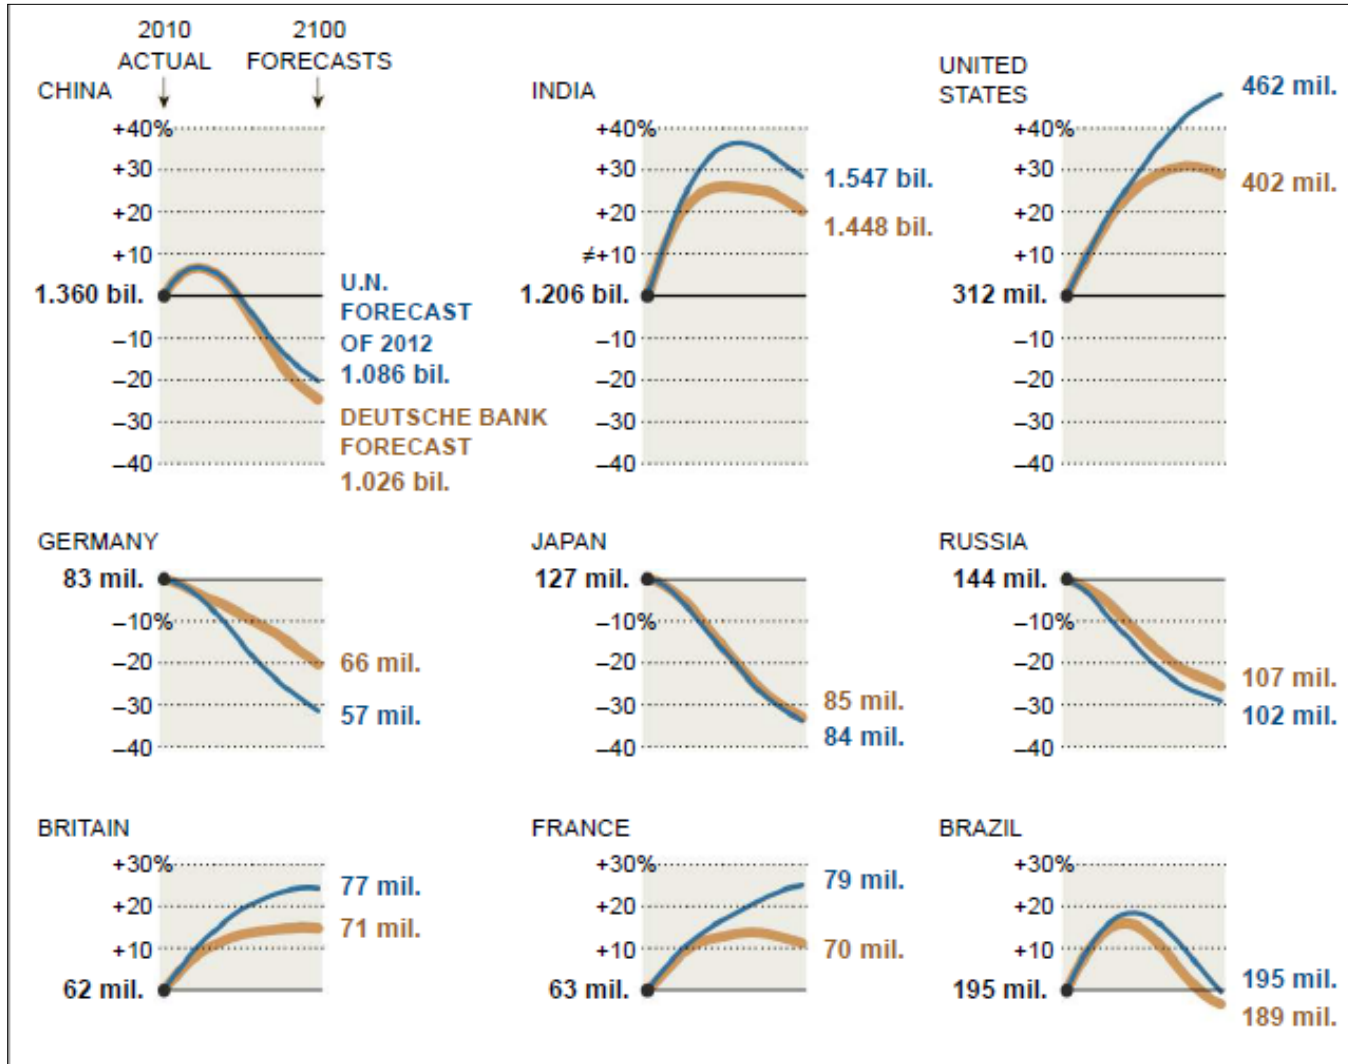 2010
ACTUAL
2100
FORECASTS
CHINA
+40%
+30
+20
+10
1.360 bil.
–10
–20
–30
–40
U.N.
FORECAST
OF 2012
1.086 bil.
DEUTSCHE BANK
FORECAST
1.026 bil.
INDIA
+40%
+30
+20
≠+10
1.206 bil.
–10
–20
–30
–40
1.547 bil.
1.448 bil.
UNITED
STATES
+40%
+30
+20
+10
312 mil.
–10
–20
–30
–40
462 mil.
402 mil.
GERMANY
83 mil.
–10%
–20
–30
–40
66 mil.
57 mil.
JAPAN
127 mil.
–10%
–20
–30
–40
85 mil.
84 mil.
RUSSIA
144 mil.
–10%
–20
–30
–40
107 mil.
102 mil.
BRITAIN
+30%
+20
+10
62 mil.
77 mil.
71 mil.
FRANCE
+30%
+20
+10
63 mil.
79 mil.
70 mil.
BRAZIL
+30%
+20
+10
195 mil.
195 mil.
189 mil.